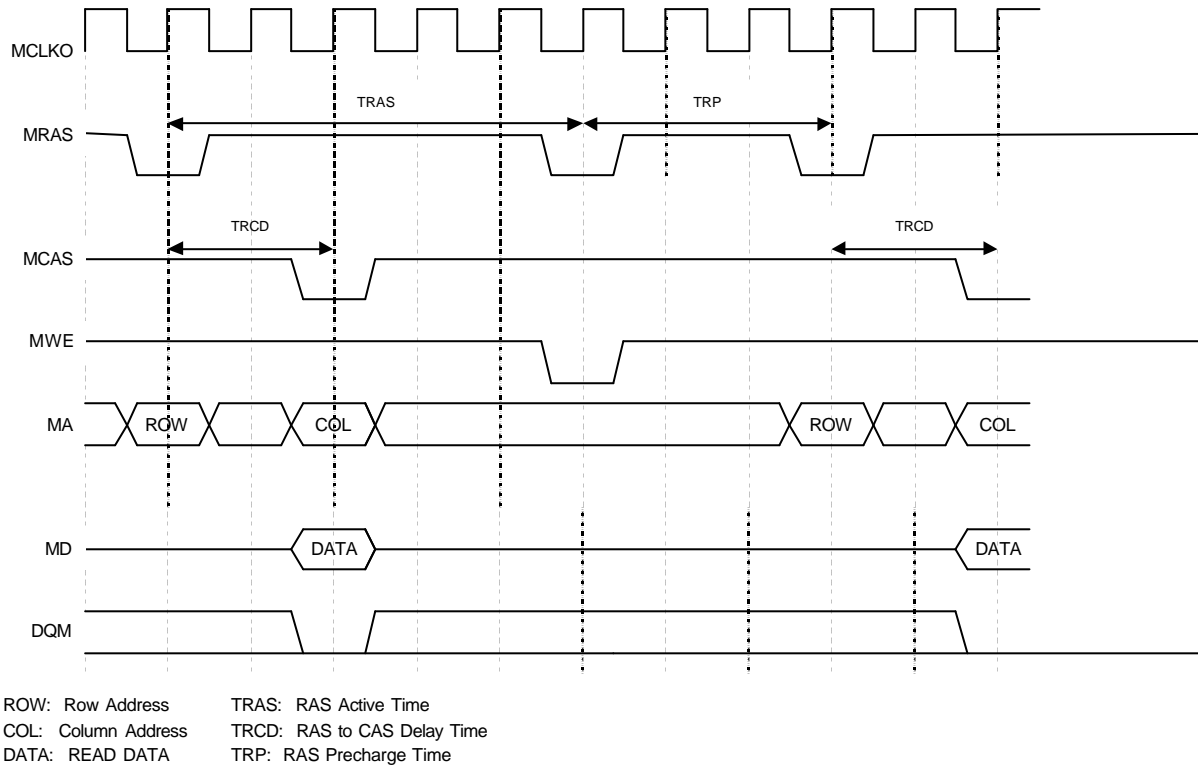 MCLKO
TRAS TRP
MRAS
TRCD TRCD
MCAS
MWE
MA ROW COL ROW COL
MD DATA DATA
DQM
ROW: Row Address TRAS: RAS Active Time
COL: Column Address TRCD: RAS to CAS Delay Time
DATA: READ DATA TRP: RAS Precharge Time